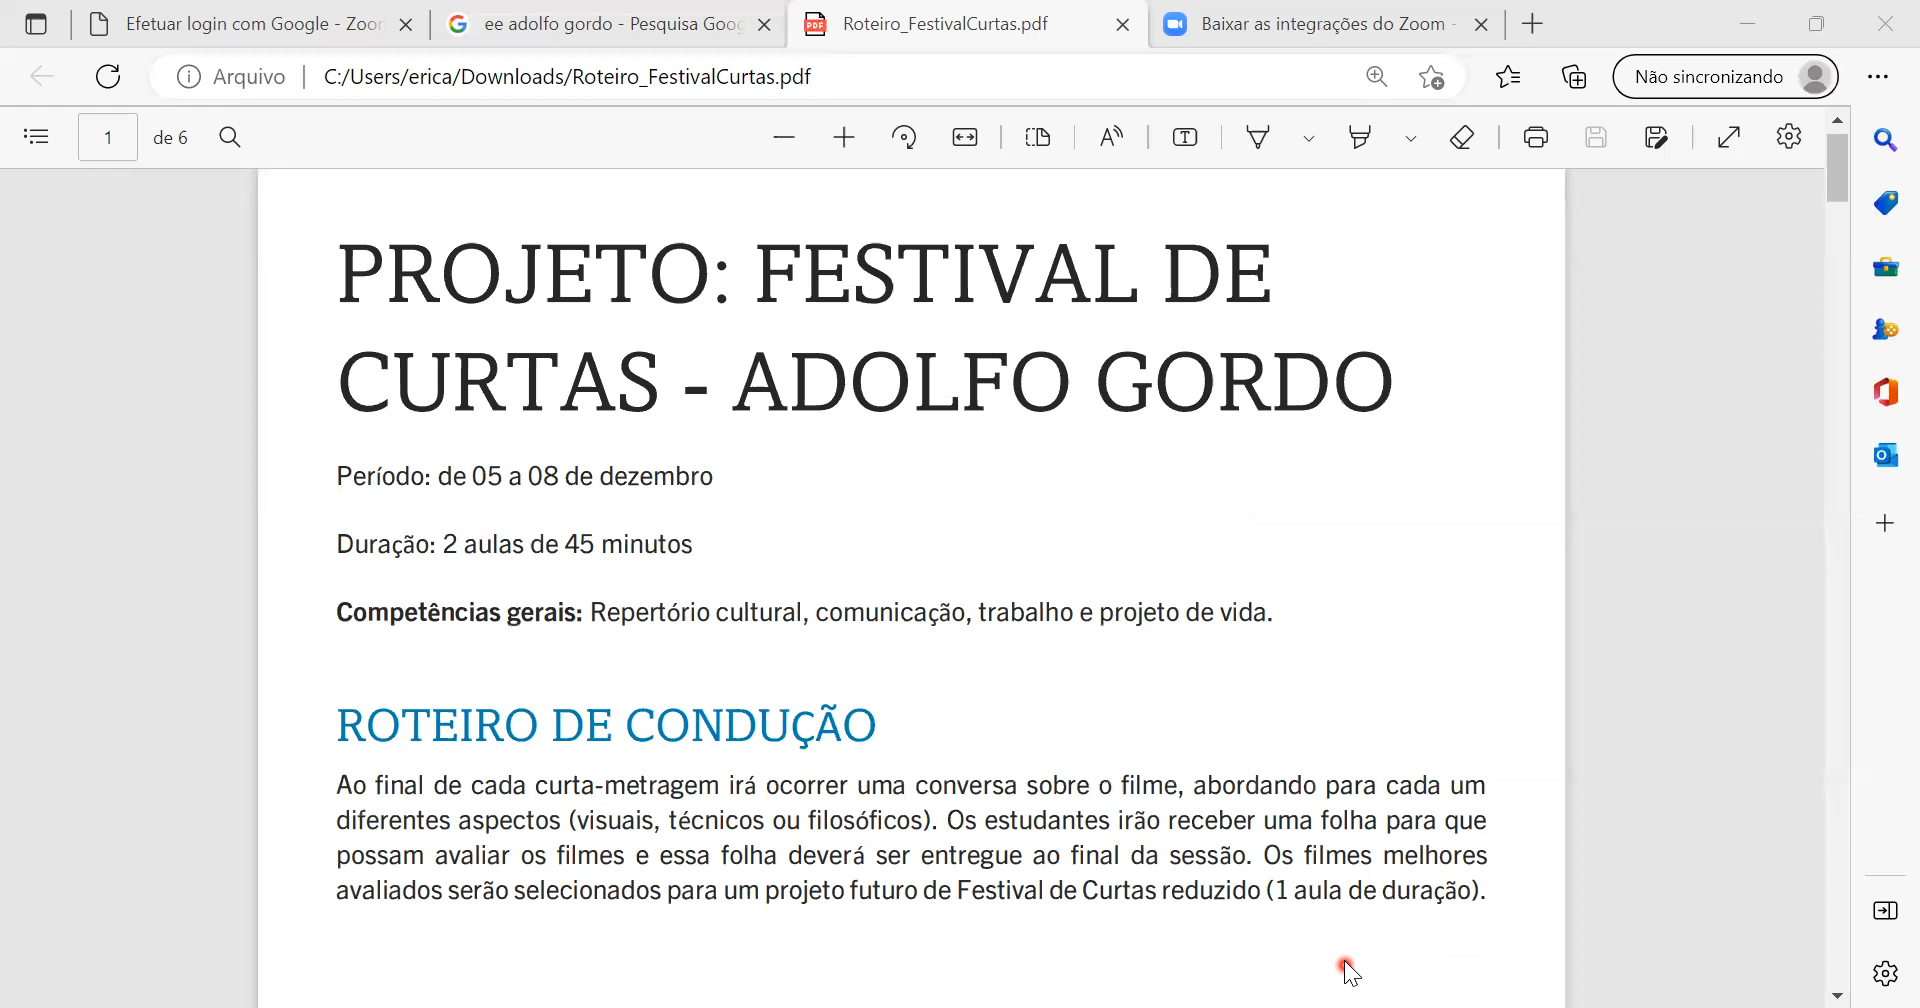 Efetuar login com Google - Zoom
ee adolfo gordo - Pesquisa Goog
Roteiro_FestivalCurtas.pdf
Baixar as integrações do Zoom -
Arquivo
C:/Users/erica/Downloads/Roteiro_FestivalCurtas.pdf
Não sincronizando
1
de 6
PROJETO: FESTIVAL DE
CURTAS - ADOLFO GORDO
Período: de 05 a 08 de dezembro
Duração: 2 aulas de 45 minutos
Competências gerais: Repertório cultural, comunicação, trabalho e projeto de vida.
ROTEIRO DE CONDUÇÃO
Ao final de cada curta-metragem irá ocorrer uma conversa sobre o filme, abordando para cada um
diferentes aspectos (visuais, técnicos ou filosóficos). Os estudantes irão receber uma folha para que
possam avaliar os filmes e essa folha deverá ser entregue ao final da sessão. Os filmes melhores
avaliados serão selecionados para um projeto futuro de Festival de Curtas reduzido (1 aula de duração).